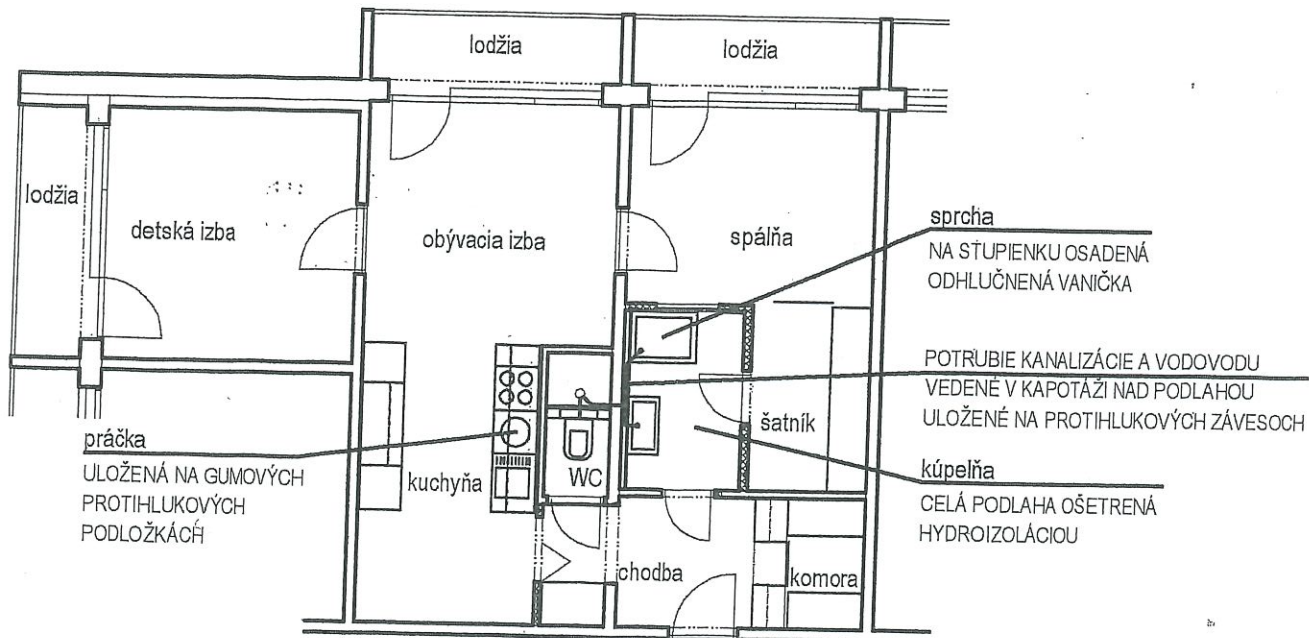 lodžia
lodžia
lodžia
detská izba
obývacia izba
spálňa
sprcha
NA STUPIENKU OSADENÁ
ODHLUČNENÁ VANIČKA
POTRUBIE KANALIZÁCIE A VODOVODU
VEDENÉ V KAPOTÁŽI NAD PODLAHOU
ULOŽENÉ NA PROTIHLUKOVÝCH ZÁVESOCH
šatník
práčka
ULOŽENÁ NA GUMOVÝCH
PROTIHLUKOVÝCH
PODLOŽKÁCH
kuchyňa
WC
kúpelňa
CELÁ PODLAHA OŠETRENÁ
HYDROIZOLÁCIOU
chodba
komora